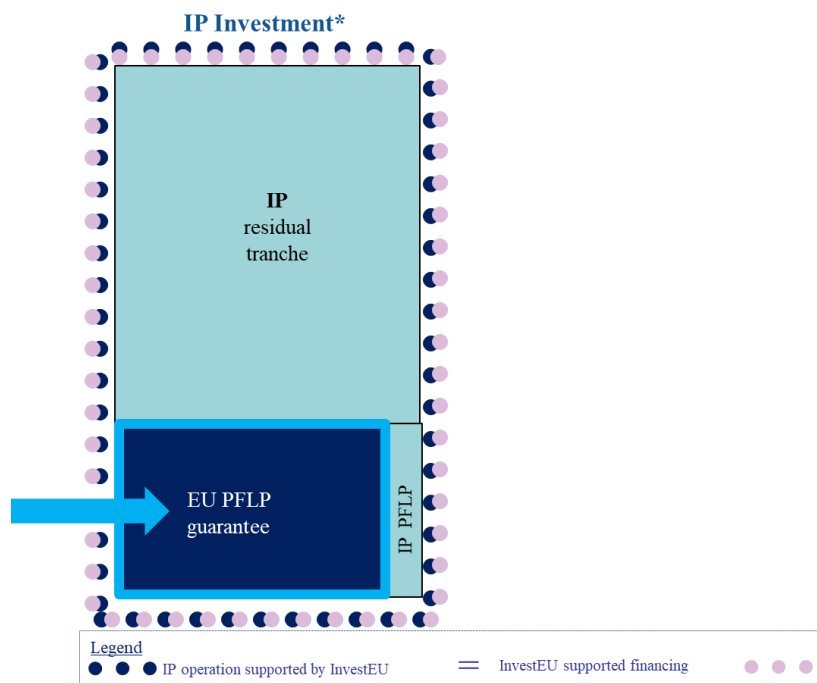 IP Investment*
IP
residual
tranche
EU PFLP
guarantee
IP PFLP
Legend
IP operation supported by InvestEU = InvestEU supported financing